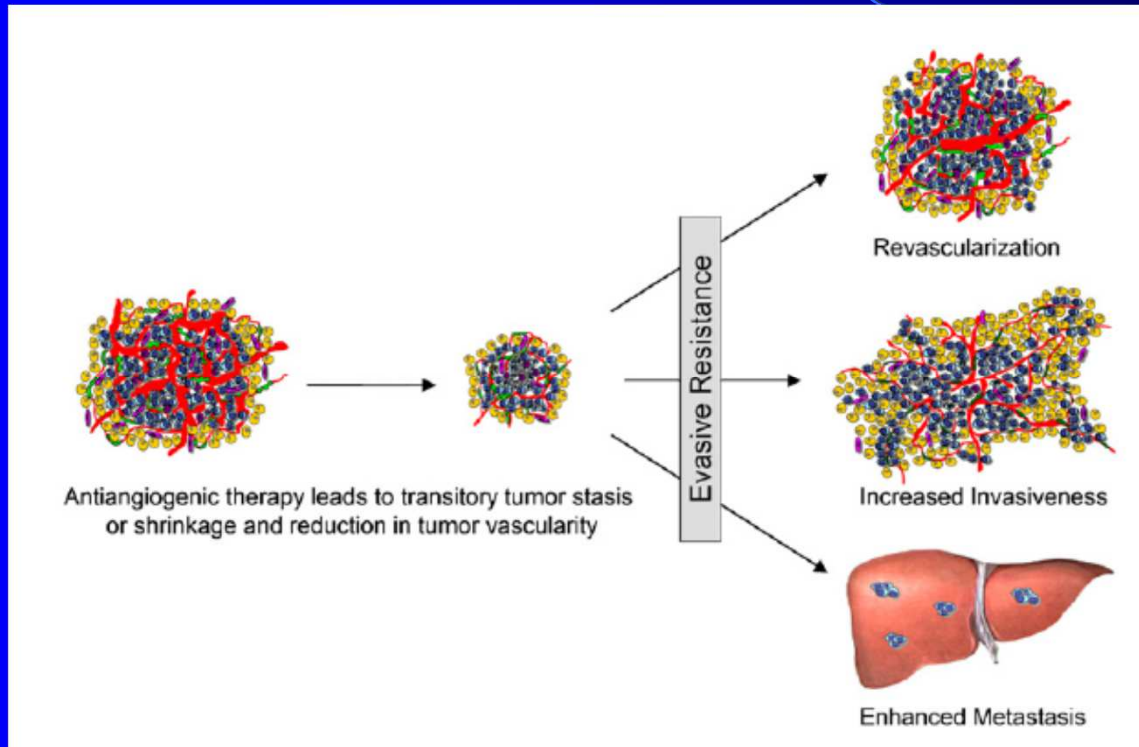 Revascularization
Evasive Resistance
Antiangiogenic therapy leads to transitory tumor stasis
or shrinkage and reduction in tumor vascularity
Increased Invasiveness
Enhanced Metastasis